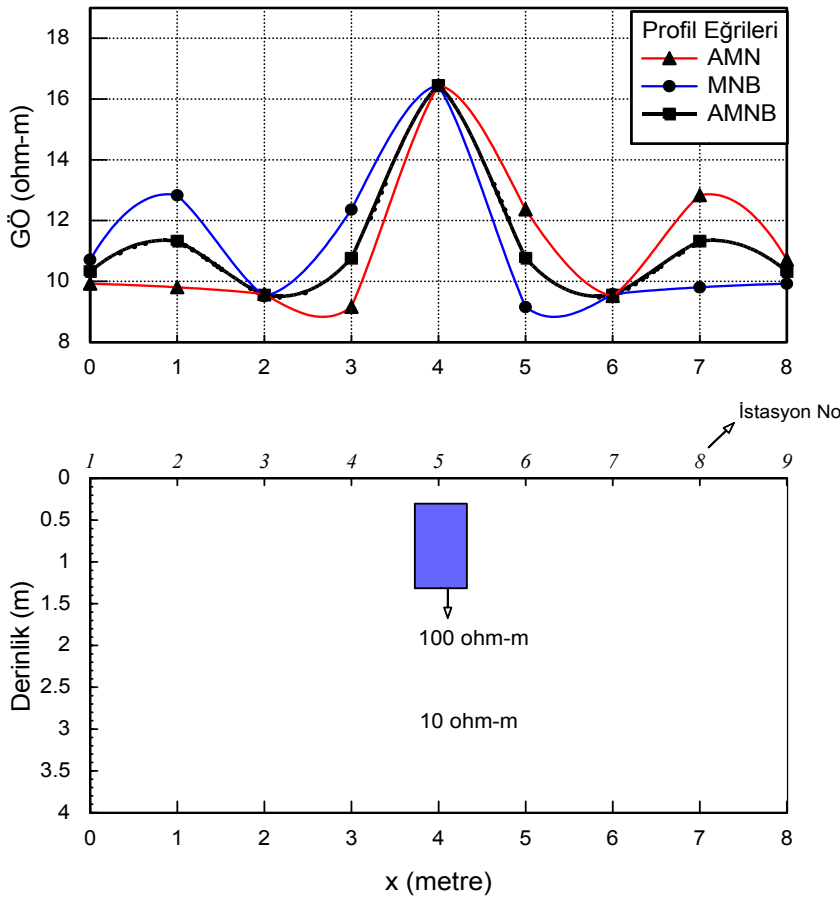 Profil Eğrileri
AMN
MNB
AMNB
GÖ (ohm-m)
18
16
14
12
10
8
0 1 2 3 4 5 6 7 8
İstasyon No
1 2 3 4 5 6 7 8 9
Derinlik (m)
0
0.5
1
1.5
2
2.5
3
3.5
4
100 ohm-m
10 ohm-m
0 1 2 3 4 5 6 7 8
x (metre)